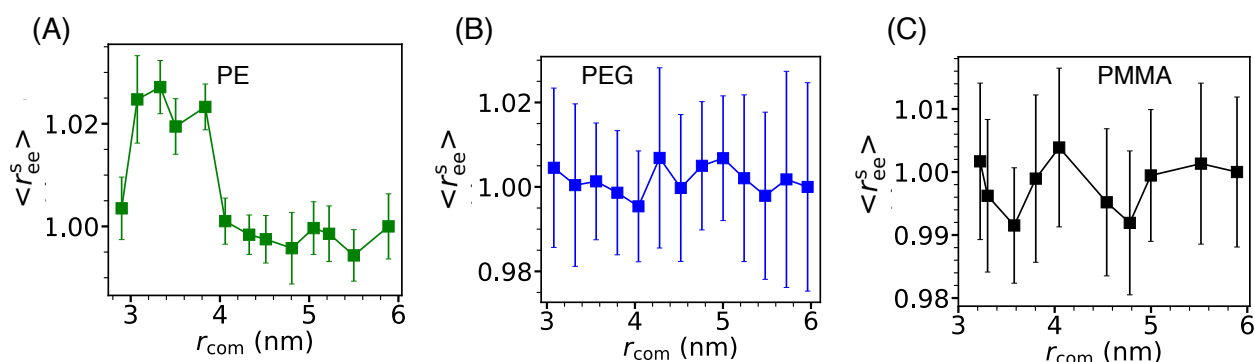 (A)
PE
<r^s_ee>
1.02
1.00
3
4
5
6
r_com (nm)
(B)
PEG
<r^s_ee>
1.02
1.00
0.98
3
4
5
6
r_com (nm)
(C)
PMMA
<r^s_ee>
1.01
1.00
0.99
0.98
3
4
5
6
r_com (nm)